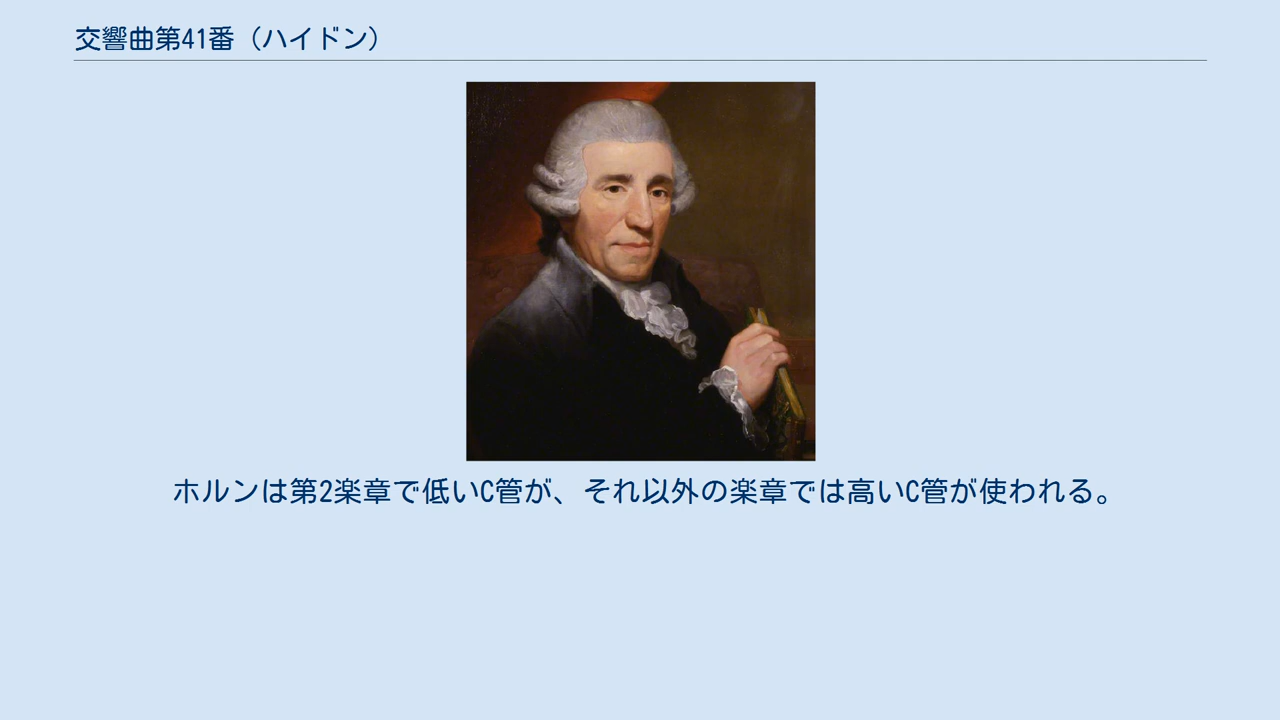 交響曲第41番（ハイドン）
ホルンは第2楽章で低いC管が、それ以外の楽章では高いC管が使われる。